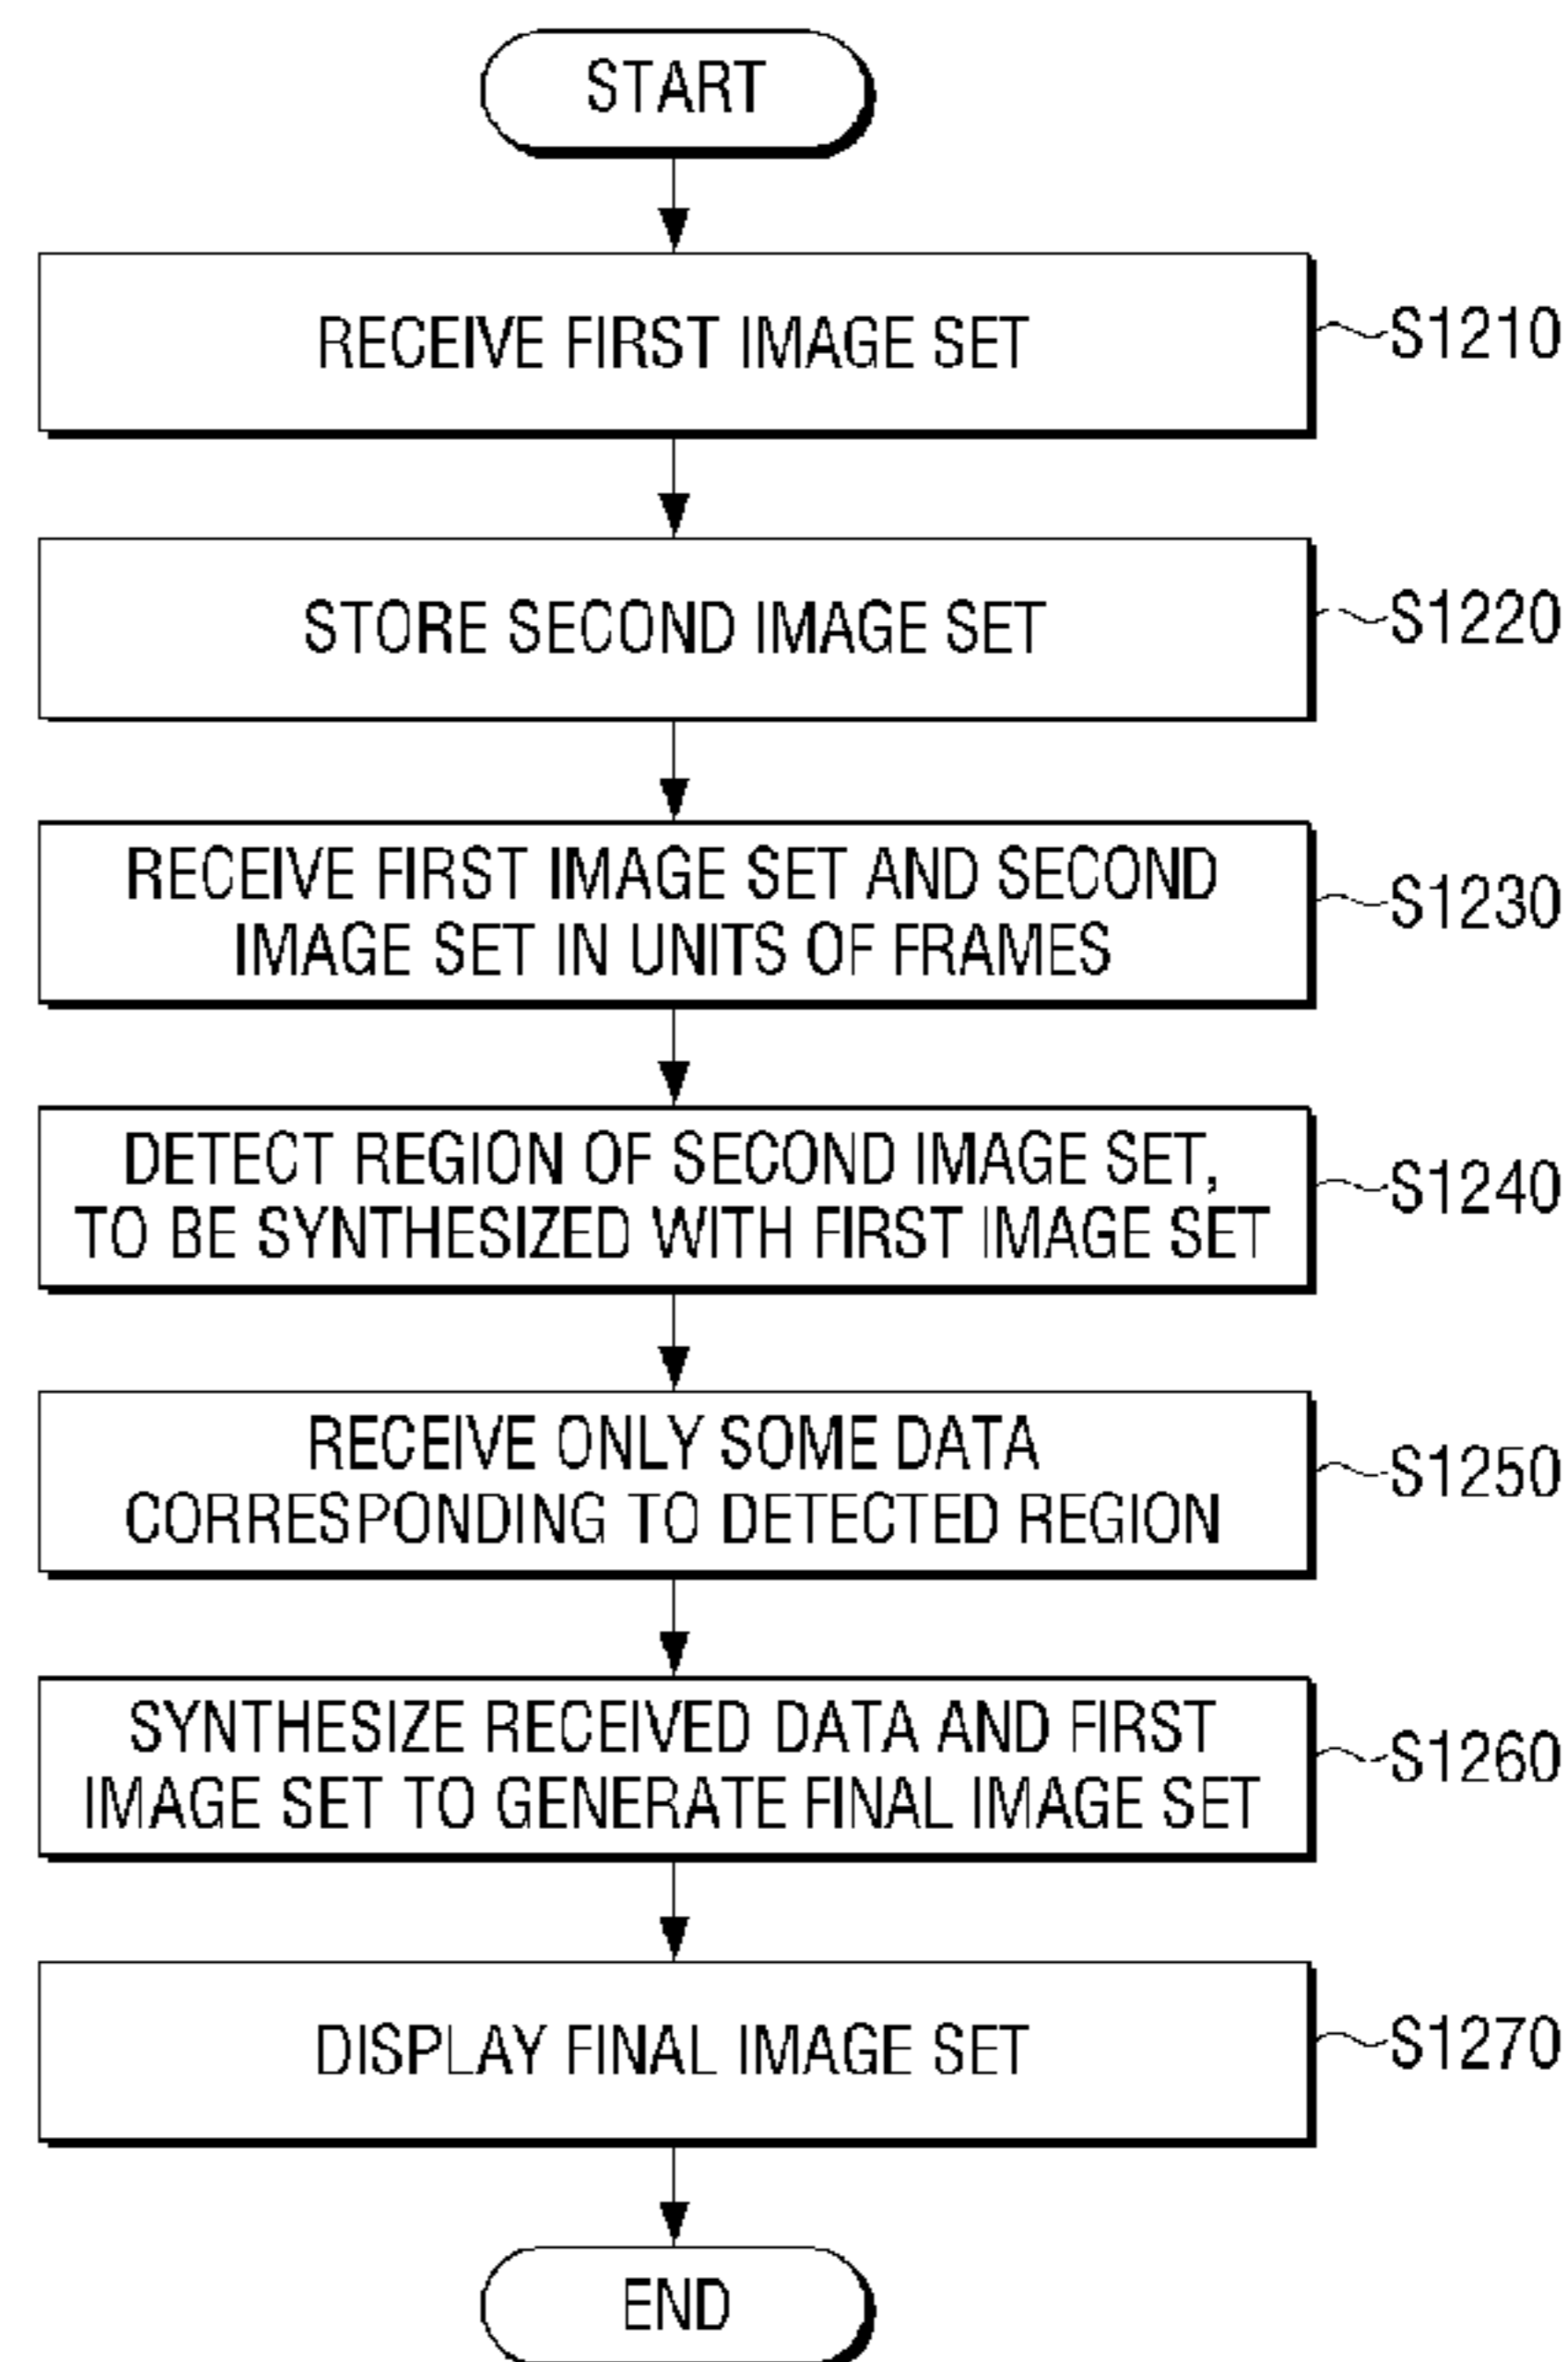 START
RECEIVE FIRST IMAGE SET
S1210
STORE SECOND IMAGE SET
S1220
RECEIVE FIRST IMAGE SET AND SECOND
IMAGE SET IN UNITS OF FRAMES
S1230
DETECT REGION OF SECOND IMAGE SET,
TO BE SYNTHESIZED WITH FIRST IMAGE SET
S1240
RECEIVE ONLY SOME DATA
CORRESPONDING TO DETECTED REGION
S1250
SYNTHESIZE RECEIVED DATA AND FIRST
IMAGE SET TO GENERATE FINAL IMAGE SET
S1260
DISPLAY FINAL IMAGE SET
S1270
END